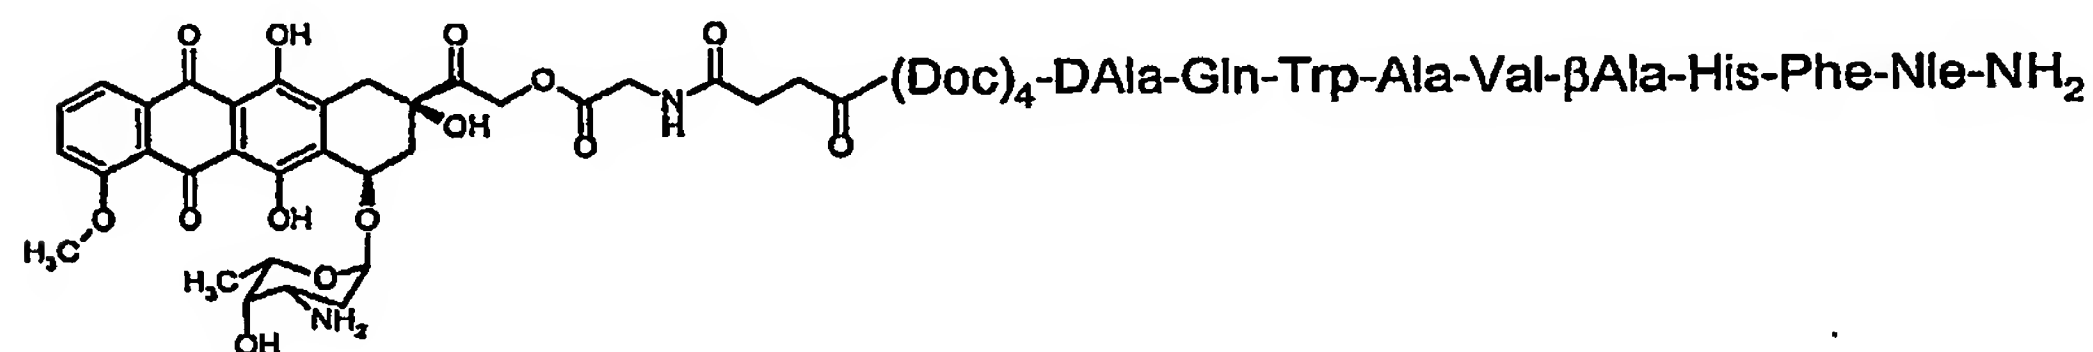 O OH O O
O O (Doc)₄-DAla-Gln-Trp-Ala-Val-βAla-His-Phe-Nle-NH₂
OH O N H O
O O OH O
H₃C
H₃C O
NH₂
OH